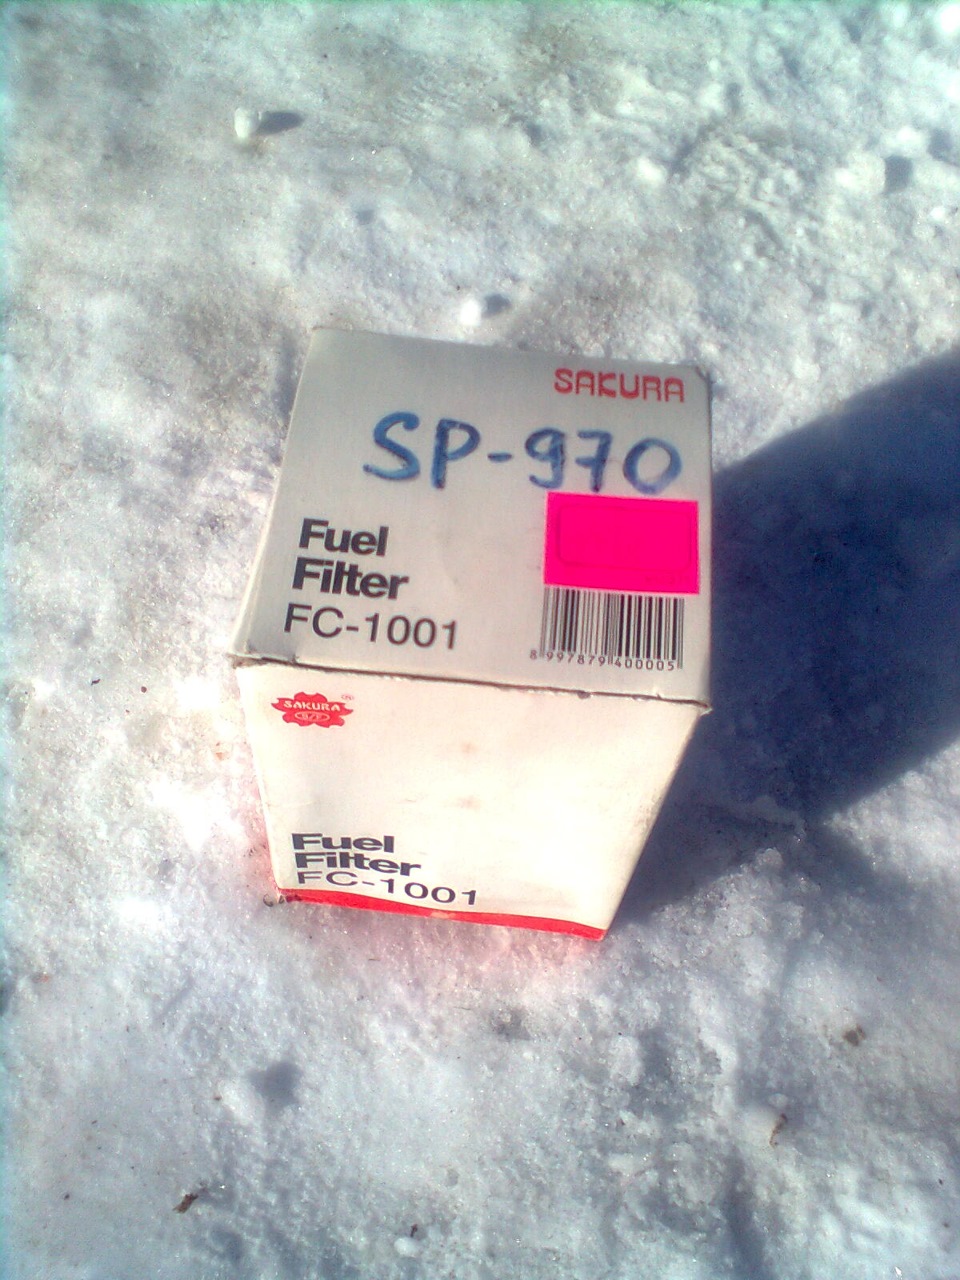 SAKURA
SP-970
Fuel
Filter
FC-1001
8 997879 400005
SAKURA
Fuel
Filter
FC-1001